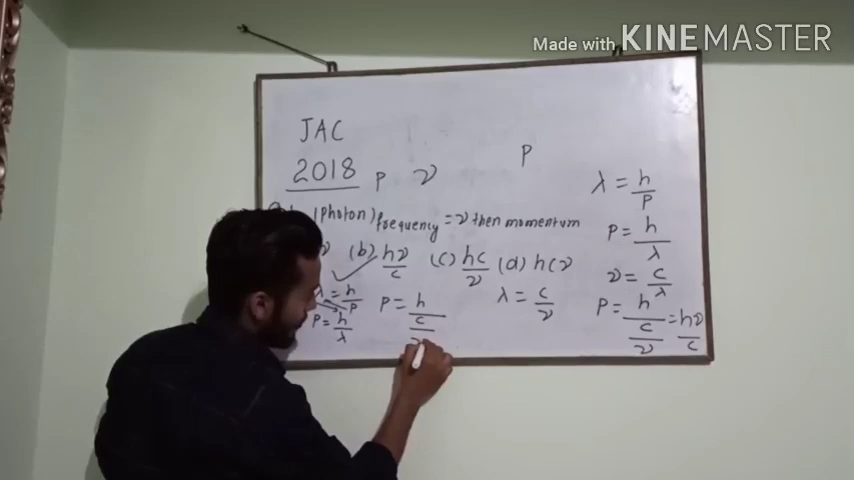 Made with KINEMASTER
JAC
2018 P ν P
(Photon) frequency = ν then momentum
ν (b) hν/c (c) hc/ν (d) hcν
λ = h/P
P = h/λ
P = h/(c/ν)
λ = c/ν
λ = h/P
P = h/λ
ν = c/λ
P = h/(c/ν) = hν/c